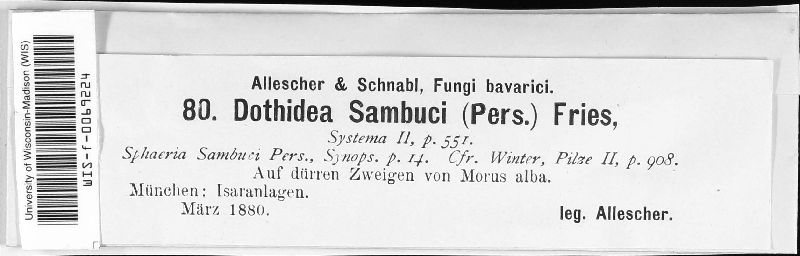 University of Wisconsin-Madison (WIS)
WIS-f-0069224
Allescher & Schnabl, Fungi bavarici.
80. Dothidea Sambuci (Pers.) Fries,
Systema II, p. 551.
Sphaeria Sambuci Pers., Synops. p. 14. Cfr. Winter, Pilze II, p. 908.
Auf dürren Zweigen von Morus alba.
München: Isaranlagen.
März 1880.
leg. Allescher.